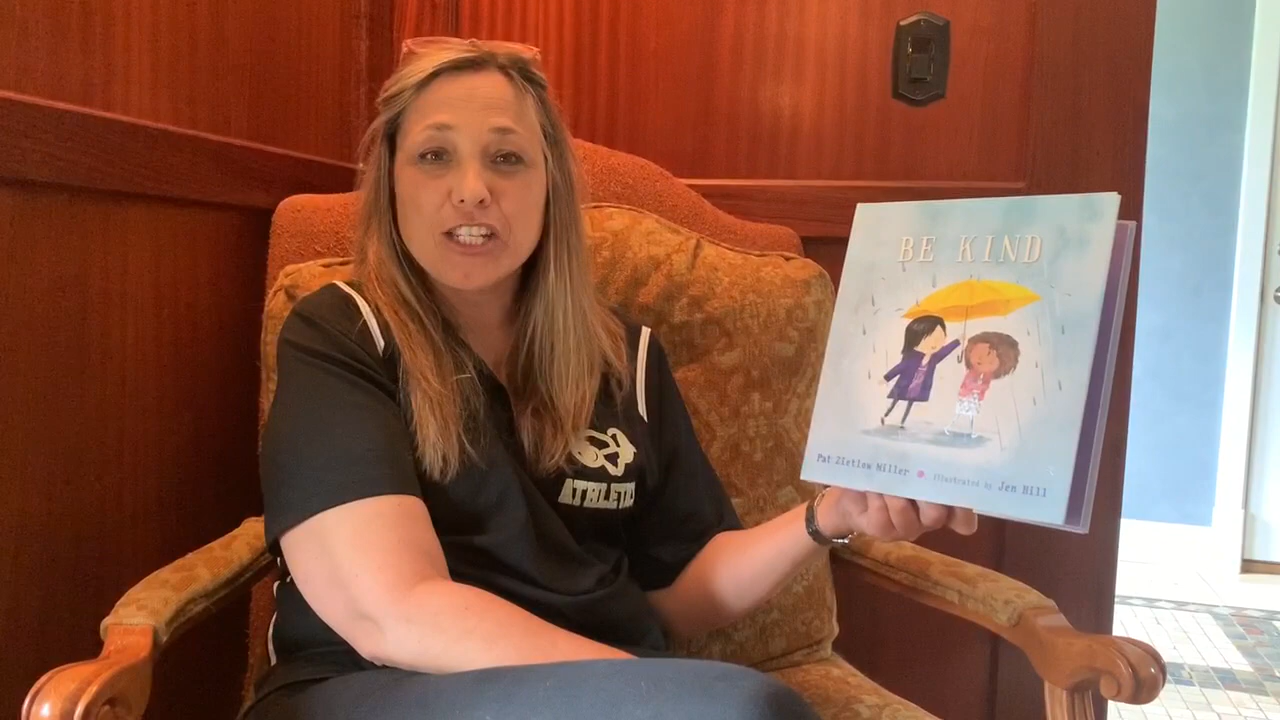 BE KIND
Pat Zietlow Miller • Illustrated by Jen Hill
ATHLETICS